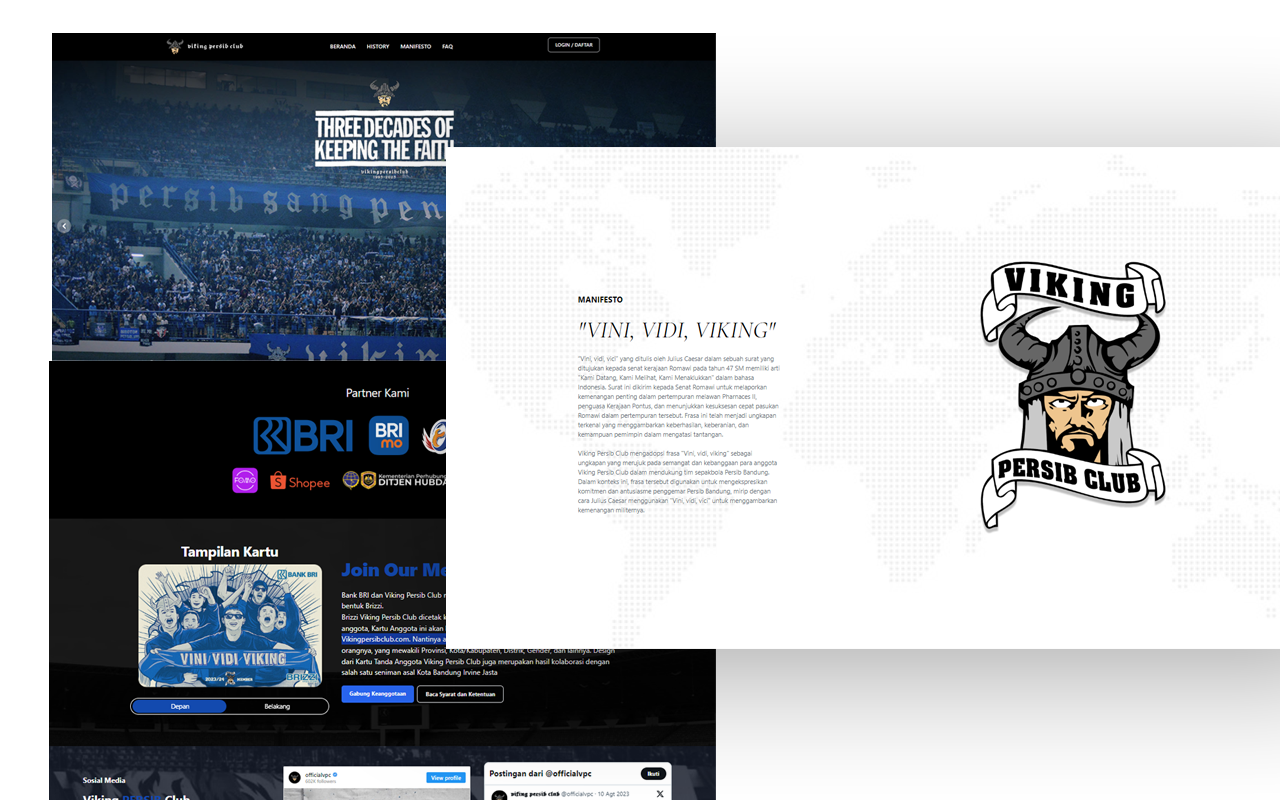 viking persib club
BERANDA HISTORY MANIFESTO FAQ
LOGIN / DAFTAR
THREE DECADES OF
KEEPING THE FAITH
vikingpersibclub
persib sang pen
vikin
Partner Kami
BRI
BRI
mo
FOMO
Shopee
Kementerian Perhubung
DITJEN HUBDA
Tampilan Kartu
BANK BRI
VINI VIDI VIKING
2023/24 MEMBER
BRIZZI
Depan Belakang
Join Our Me
Bank BRI dan Viking Persib Club
bentuk Brizzi.
Brizzi Viking Persib Club dicetak
anggota, Kartu Anggota ini akan
Vikingpersibclub.com. Nantinya a
orangnya, yang mewakili Provinsi, Kota/Kabupaten, Distrik, Gender, dan lainnya. Design
dari Kartu Tanda Anggota Viking Persib Club juga merupakan hasil kolaborasi dengan
salah satu seniman asal Kota Bandung Irvine Jasta
Gabung Keanggotaan
Baca Syarat dan Ketentuan
Sosial Media
Viking PERSIB Club
officialvpc
602K followers
View profile
Postingan dari @officialvpc
Ikuti
viking persib club @officialvpc · 10 Agt 2023
MANIFESTO
"VINI, VIDI, VIKING"
"Vini, vidi, vici" yang ditulis oleh Julius Caesar dalam sebuah surat yang
ditujukan kepada senat kerajaan Romawi pada tahun 47 SM memiliki arti
"Kami Datang, Kami Melihat, Kami Menaklukkan" dalam bahasa
Indonesia. Surat ini dikirim kepada Senat Romawi untuk melaporkan
kemenangan penting dalam pertempuran melawan Pharnaces II,
penguasa Kerajaan Pontus, dan menunjukkan kesuksesan cepat pasukan
Romawi dalam pertempuran tersebut. Frasa ini telah menjadi ungkapan
terkenal yang menggambarkan keberhasilan, keberanian, dan
kemampuan pemimpin dalam mengatasi tantangan.
Viking Persib Club mengadopsi frasa "Vini, vidi, viking" sebagai
ungkapan yang merujuk pada semangat dan kebanggaan para anggota
Viking Persib Club dalam mendukung tim sepakbola Persib Bandung.
Dalam konteks ini, frasa tersebut digunakan untuk mengekspresikan
komitmen dan antusiasme penggemar Persib Bandung, mirip dengan
cara Julius Caesar menggunakan "Vini, vidi, vici" untuk menggambarkan
kemenangan militernya.
VIKING
PERSIB CLUB